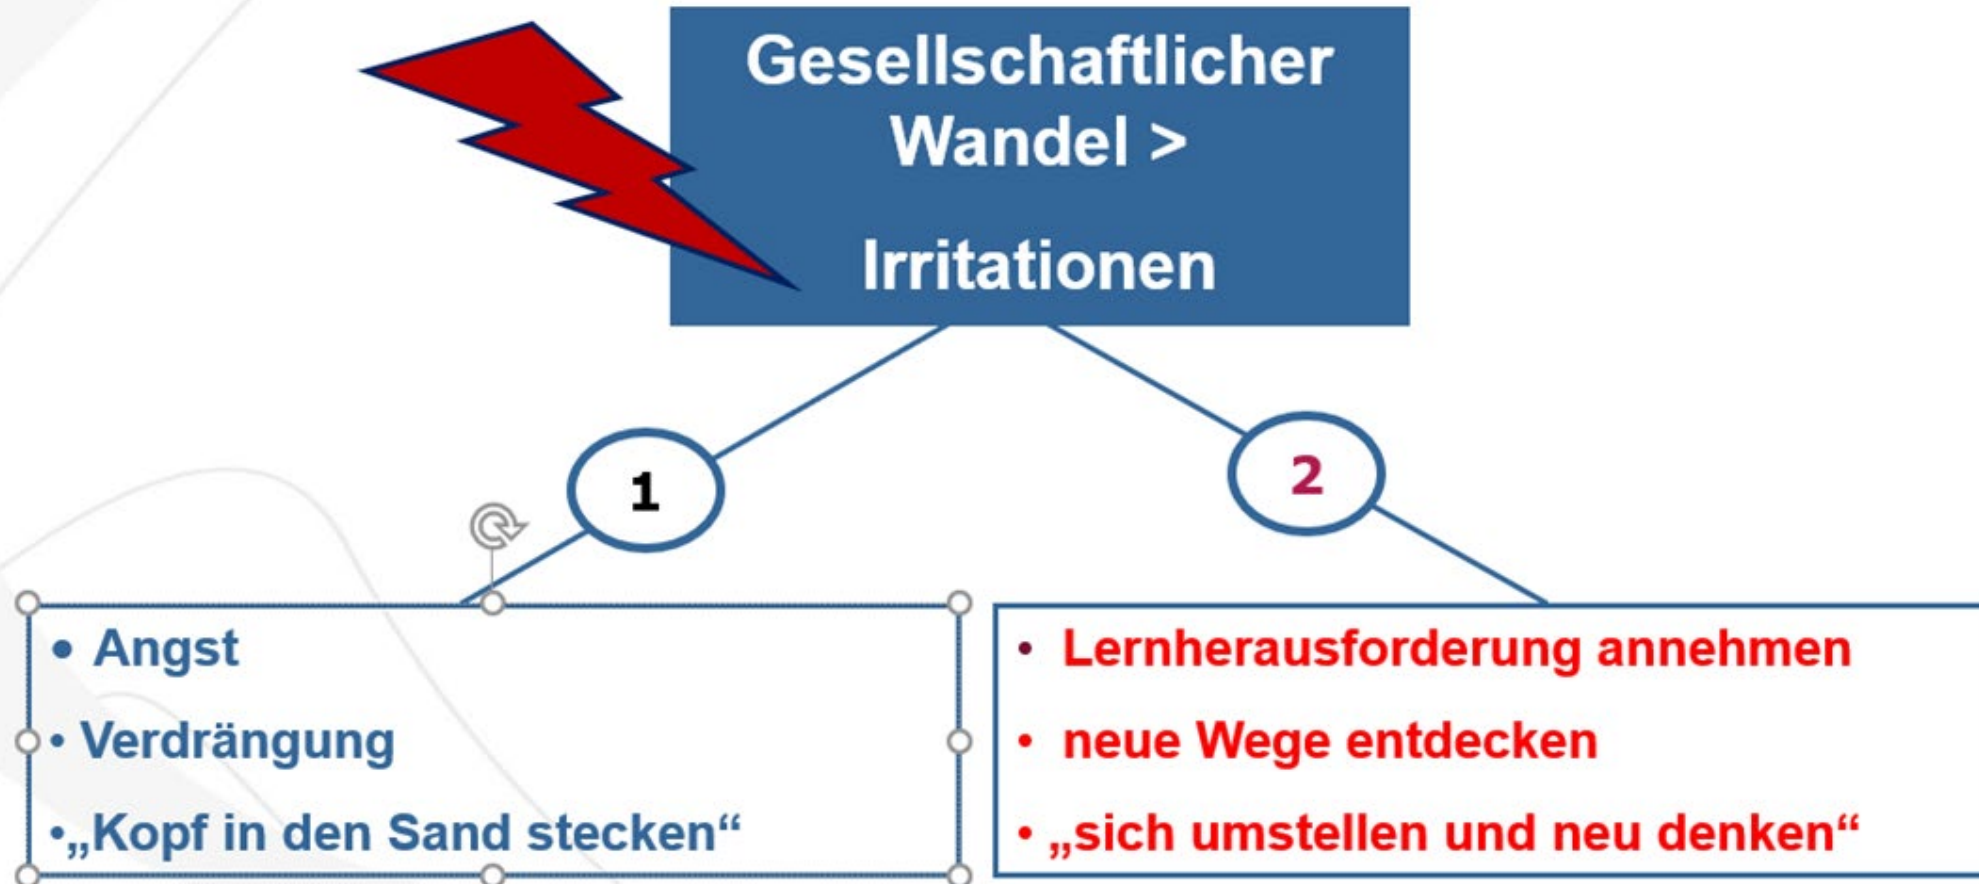 Gesellschaftlicher
Wandel >
Irritationen
1
2
• Angst
• Verdrängung
•„Kopf in den Sand stecken“
• Lernherausforderung annehmen
• neue Wege entdecken
• „sich umstellen und neu denken“